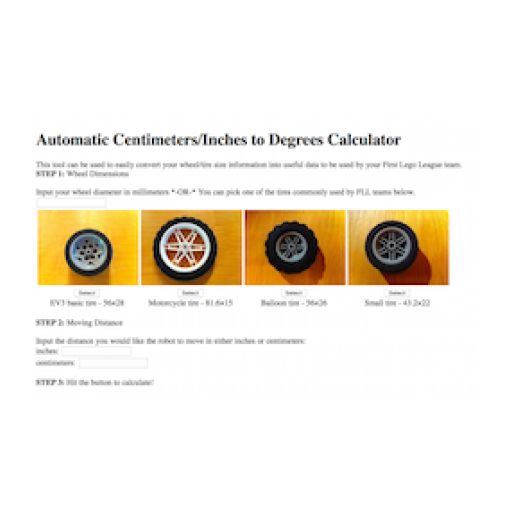 Automatic Centimeters/Inches to Degrees Calculator
This tool can be used to easily convert your wheel/tire size information into useful data to be used by your First Lego League team.
STEP 1: Wheel Dimensions
Input your wheel diameter in millimeters *-OR-* You can pick one of the tires commonly used by FLL teams below.
Select Select Select Select
EV3 basic tire - 56x28 Motorcycle tire - 81.6x15 Balloon tire - 56x26 Small tire - 43.2x22
STEP 2: Moving Distance
Input the distance you would like the robot to move in either inches or centimeters:
inches:
centimeters:
STEP 3: Hit the button to calculate!